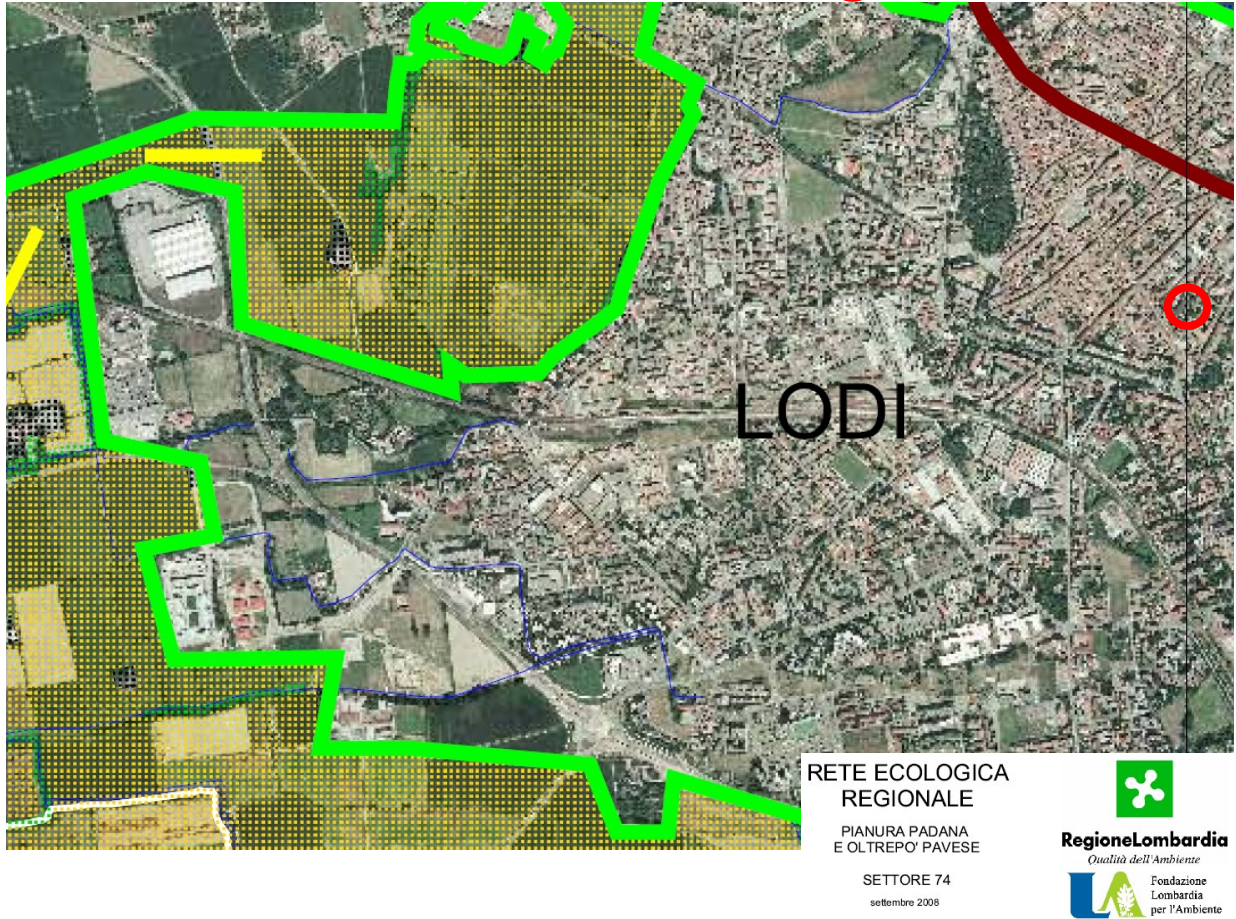 LODI
RETE ECOLOGICA
REGIONALE
PIANURA PADANA
E OLTREPO' PAVESE
SETTORE 74
settembre 2008
RegioneLombardia
Qualità dell'Ambiente
Fondazione
Lombardia
per l'Ambiente